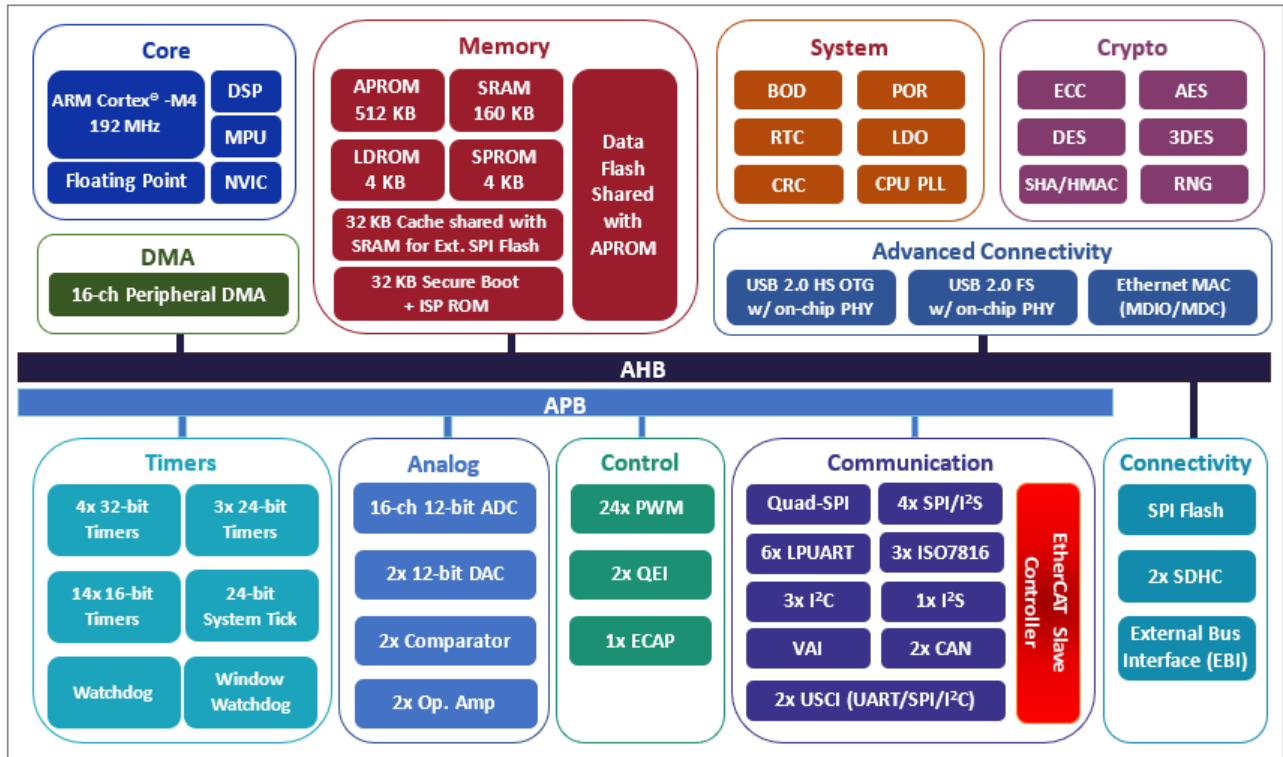 Core
ARM Cortex® -M4
192 MHz
DSP
MPU
Floating Point
NVIC
DMA
16-ch Peripheral DMA
Memory
APROM
512 KB
SRAM
160 KB
LDROM
4 KB
SPROM
4 KB
32 KB Cache shared with
SRAM for Ext. SPI Flash
32 KB Secure Boot
+ ISP ROM
Data
Flash
Shared
with
APROM
System
BOD
POR
RTC
LDO
CRC
CPU PLL
Crypto
ECC
AES
DES
3DES
SHA/HMAC
RNG
Advanced Connectivity
USB 2.0 HS OTG
w/ on-chip PHY
USB 2.0 FS
w/ on-chip PHY
Ethernet MAC
(MDIO/MDC)
AHB
APB
Timers
4x 32-bit
Timers
3x 24-bit
Timers
14x 16-bit
Timers
24-bit
System Tick
Watchdog
Window
Watchdog
Analog
16-ch 12-bit ADC
2x 12-bit DAC
2x Comparator
2x Op. Amp
Control
24x PWM
2x QEI
1x ECAP
Communication
Quad-SPI
4x SPI/I²S
6x LPUART
3x ISO7816
3x I²C
1x I²S
VAI
2x CAN
2x USCI (UART/SPI/I²C)
EtherCAT Slave
Controller
Connectivity
SPI Flash
2x SDHC
External Bus
Interface (EBI)